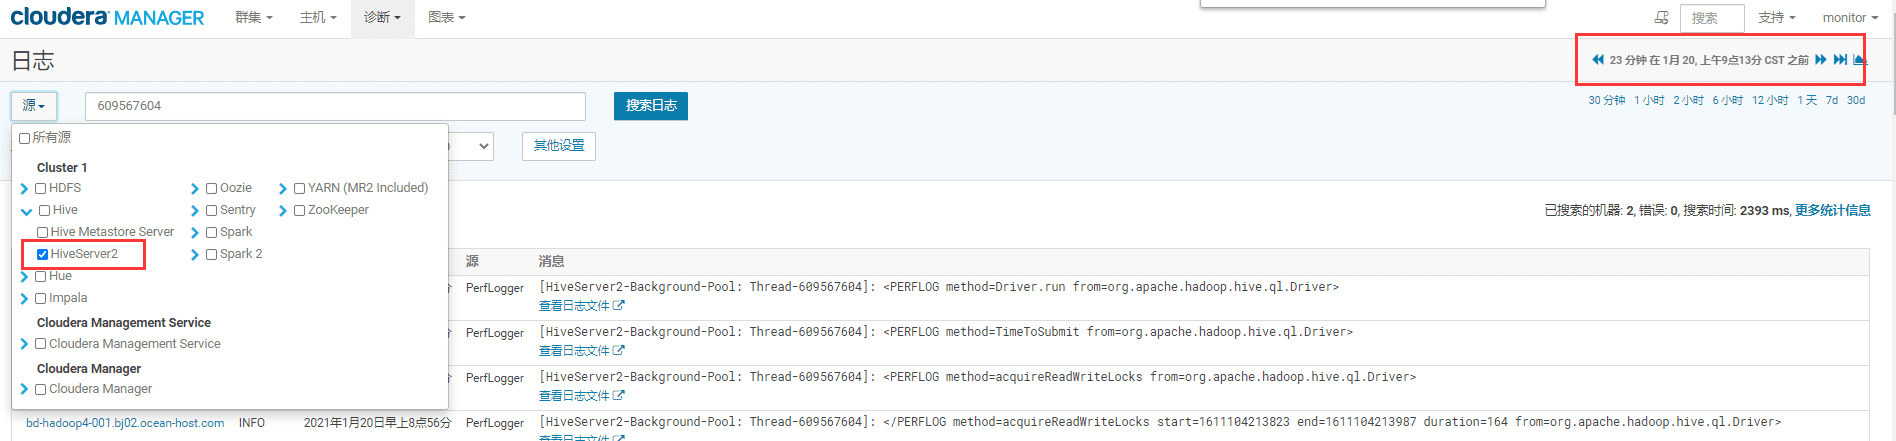 cloudera MANAGER 群集 主机 诊断 图表 搜索 支持 monitor
日志 23 分钟 在 1月 20, 上午9点13分 CST 之前
源 609567604 搜索日志 30 分钟 1 小时 2 小时 6 小时 12 小时 1 天 7d 30d
所有源
其他设置
Cluster 1
HDFS Oozie YARN (MR2 Included)
Hive Sentry ZooKeeper
已搜索的机器: 2, 错误: 0, 搜索时间: 2393 ms, 更多统计信息
Hive Metastore Server Spark
HiveServer2 Spark 2
源 消息
Hue
Impala
PerfLogger [HiveServer2-Background-Pool: Thread-609567604]: <PERFLOG method=Driver.run from=org.apache.hadoop.hive.ql.Driver>
查看日志文件
Cloudera Management Service
PerfLogger [HiveServer2-Background-Pool: Thread-609567604]: <PERFLOG method=TimeToSubmit from=org.apache.hadoop.hive.ql.Driver>
Cloudera Management Service
查看日志文件
Cloudera Manager
PerfLogger [HiveServer2-Background-Pool: Thread-609567604]: <PERFLOG method=acquireReadWriteLocks from=org.apache.hadoop.hive.ql.Driver>
Cloudera Manager
查看日志文件
bd-hadoop4-001.bj02.ocean-host.com INFO 2021年1月20日早上8点56分 PerfLogger [HiveServer2-Background-Pool: Thread-609567604]: </PERFLOG method=acquireReadWriteLocks start=1611104213823 end=1611104213987 duration=164 from=org.apache.hadoop.hive.ql.Driver>
查看日志文件